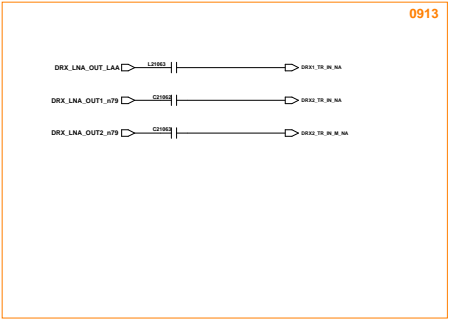 0913
DRX_LNA_OUT_LAA L21063 DRX1_TR_IN_NA
DRX_LNA_OUT1_n79 C21062 DRX2_TR_IN_NA
DRX_LNA_OUT2_n79 C21063 DRX2_TR_IN_M_NA